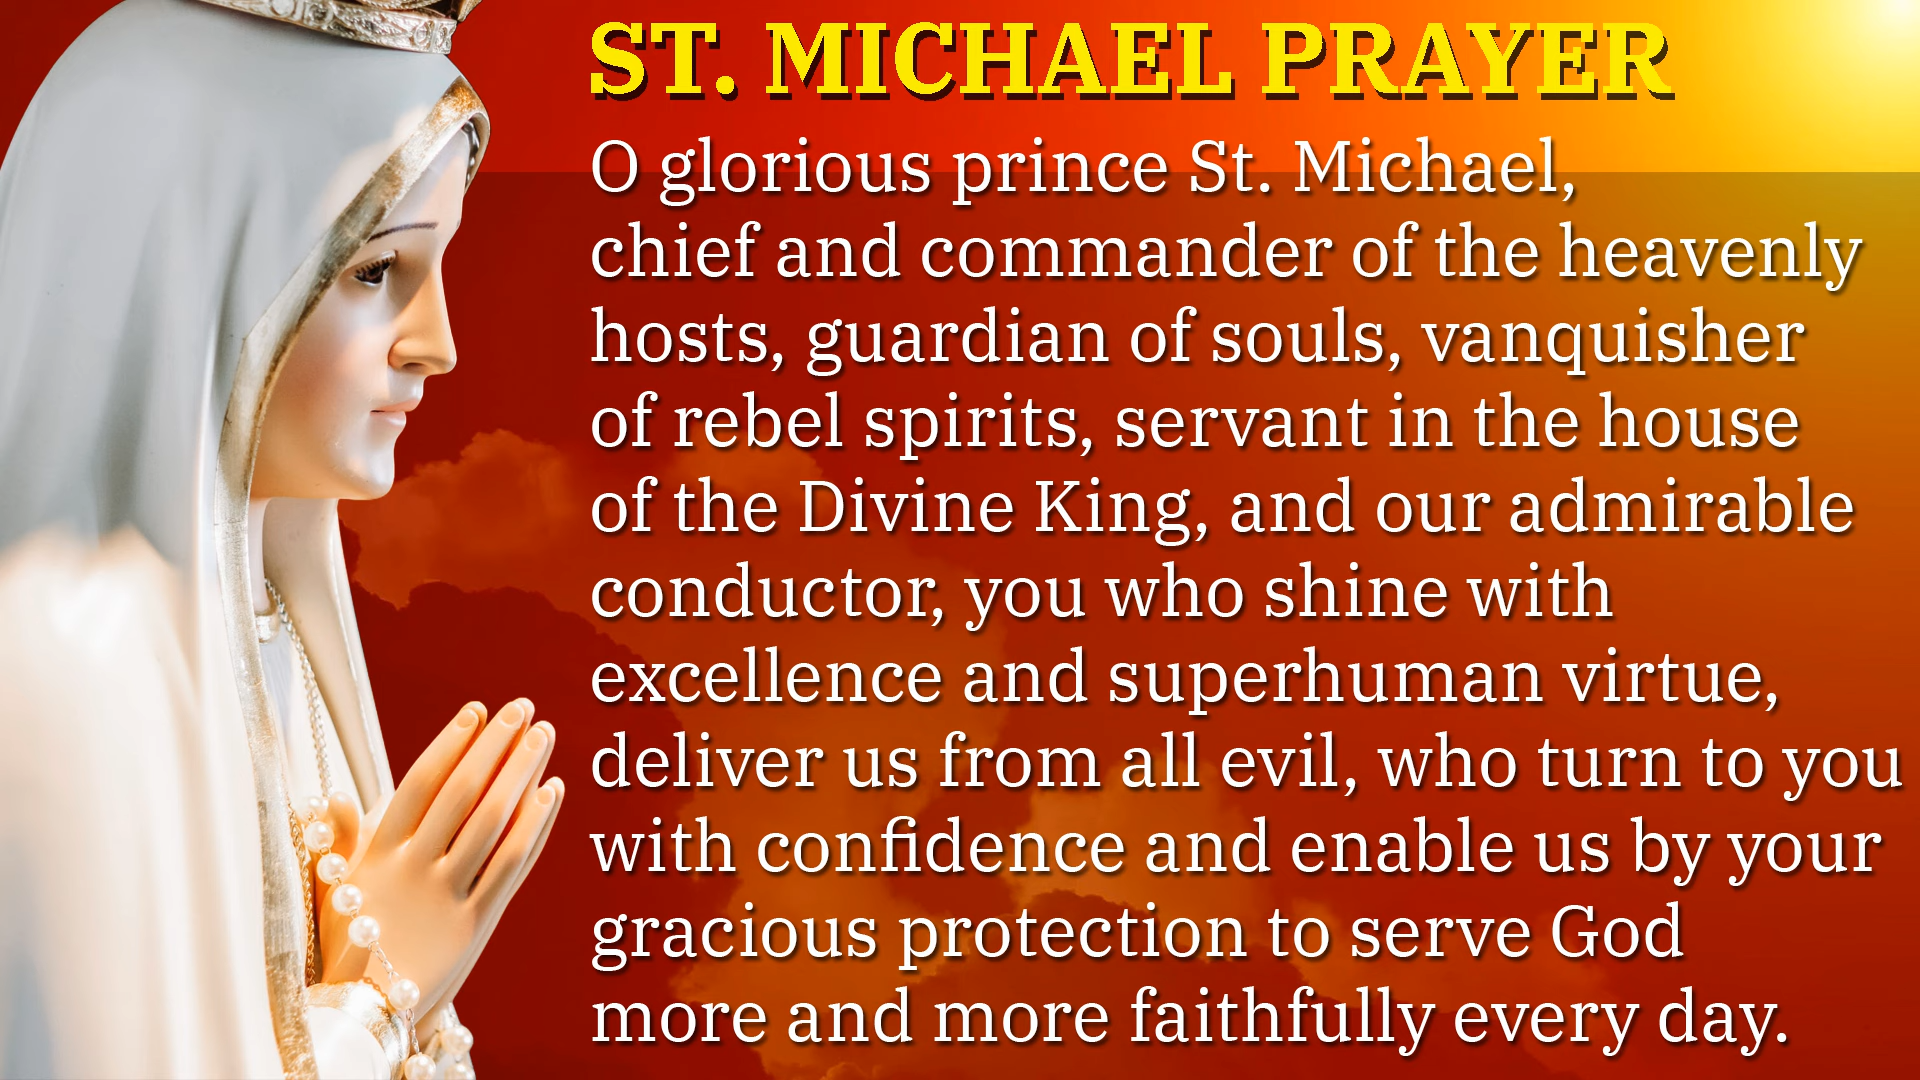 ST. MICHAEL PRAYER
O glorious prince St. Michael,
chief and commander of the heavenly
hosts, guardian of souls, vanquisher
of rebel spirits, servant in the house
of the Divine King, and our admirable
conductor, you who shine with
excellence and superhuman virtue,
deliver us from all evil, who turn to you
with confidence and enable us by your
gracious protection to serve God
more and more faithfully every day.